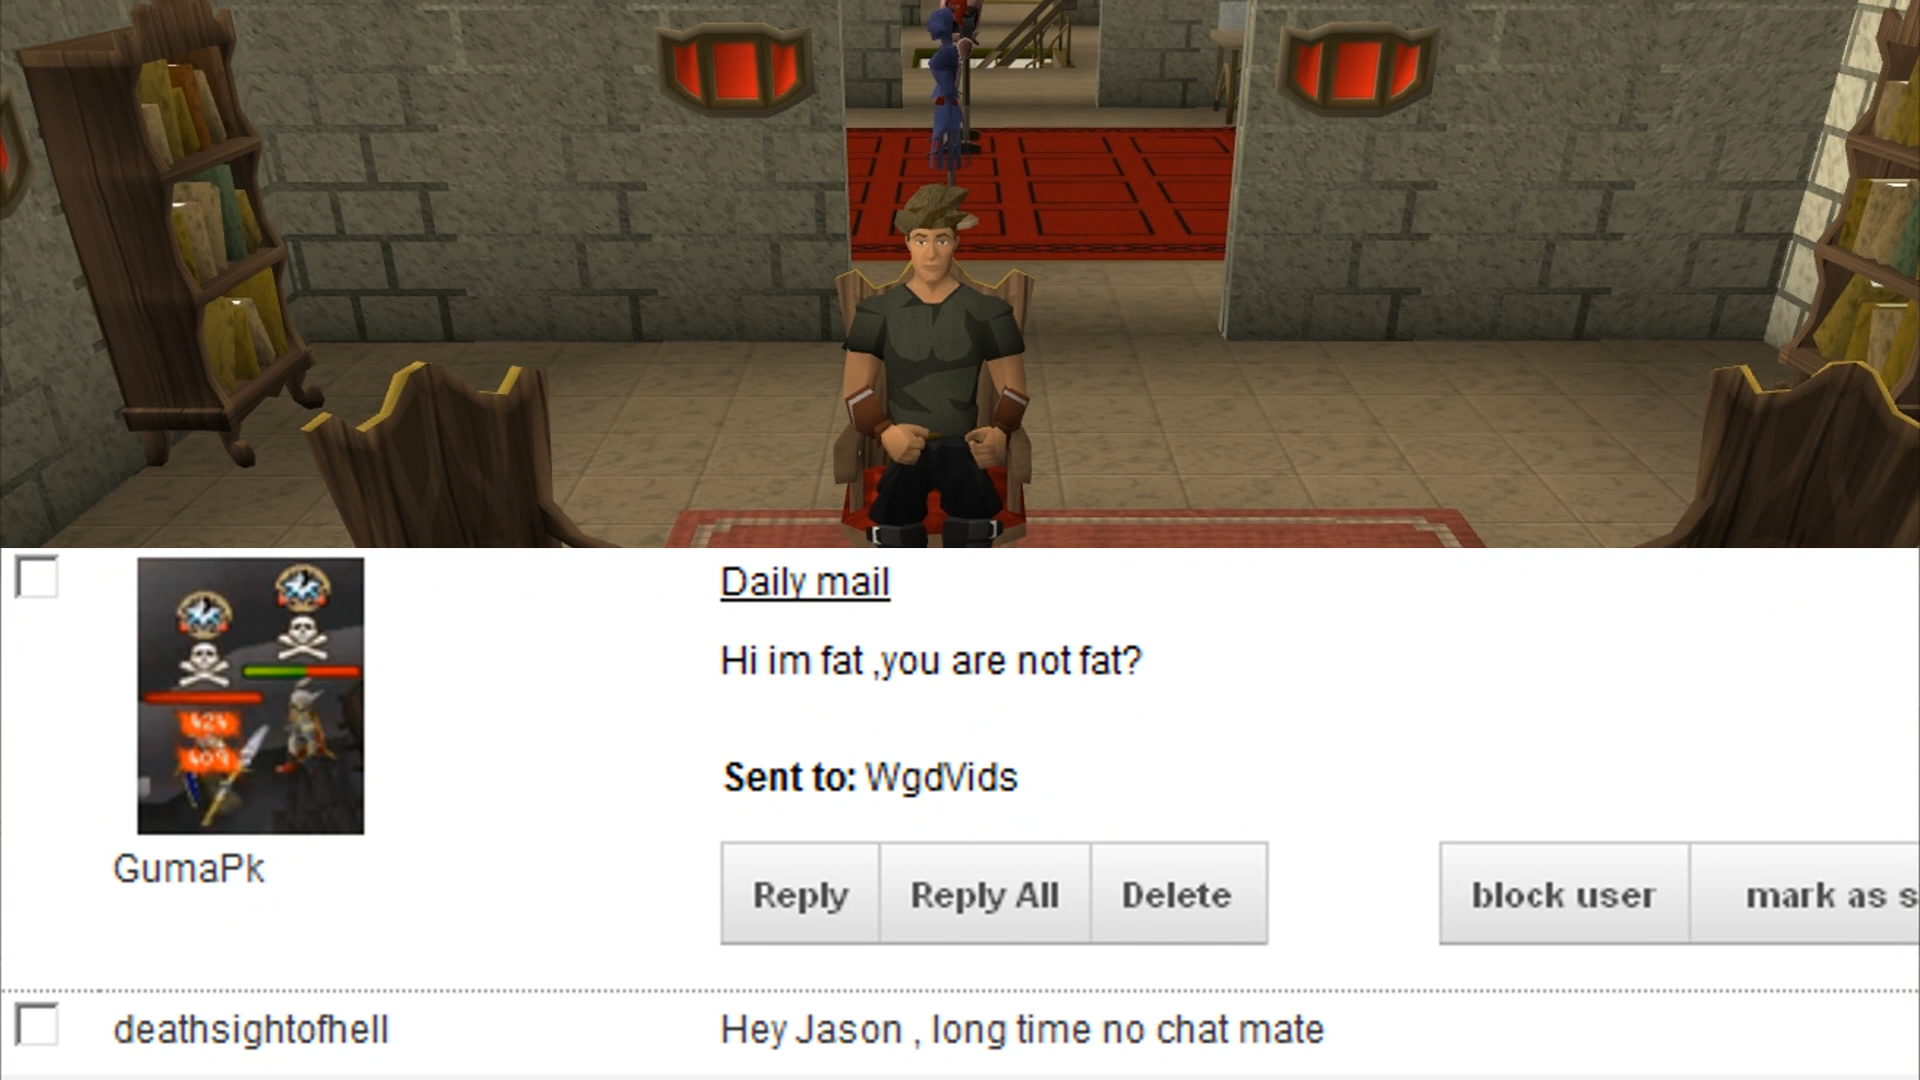 Daily mail
Hi im fat ,you are not fat?
Sent to: WgdVids
GumaPk
Reply Reply All Delete block user mark as s
deathsightofhell Hey Jason , long time no chat mate